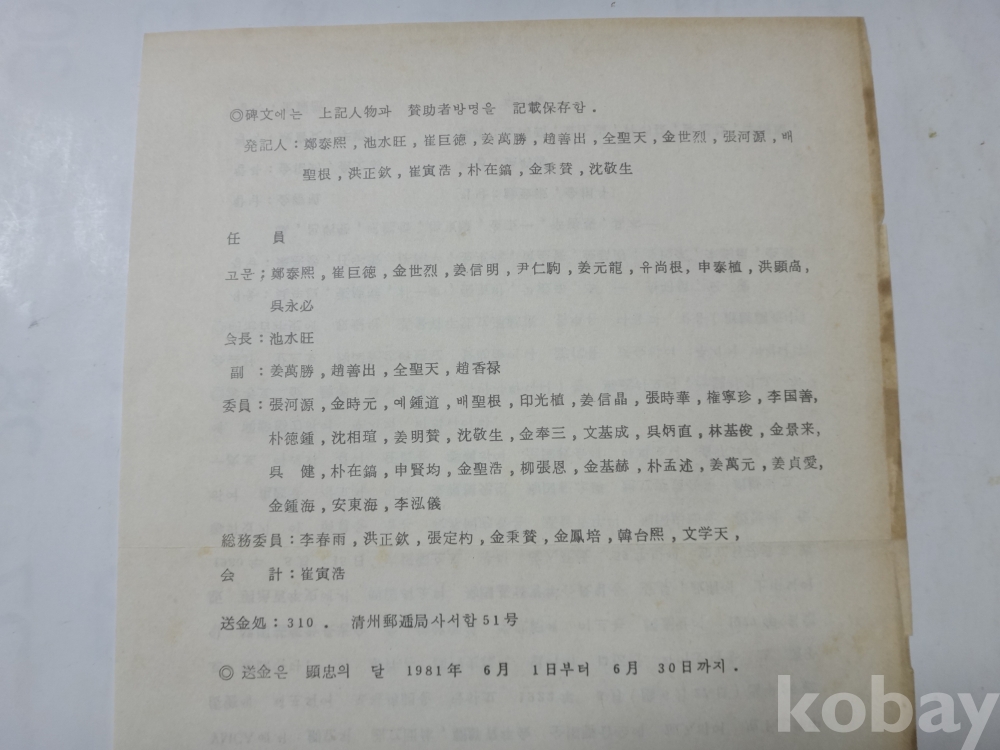 ◎碑文에는 上記人物과 賛助者방명을 記載保存함.
発記人:鄭泰熙,池水旺,崔巨徳,姜萬勝,趙善出,全聖天,金世烈,張河源,배
聖根,洪正欽,崔寅浩,朴在鎬,金秉賛,沈敬生
任 員
고문;鄭泰熙,崔巨徳,金世烈,姜信明,尹仁駒,姜元龍,유尚根,申泰植,洪顯卨,
呉永必
会長:池水旺
副 :姜萬勝,趙善出,全聖天,趙香禄
委員:張河源,金時元,예鍾道,배聖根,印光植,姜信晶,張時華,権寧珍,李国善,
朴徳鍾,沈相瑄,姜明賛,沈敬生,金奉三,文基成,呉炳直,林基俊,金景来,
呉 健,朴在鎬,申賢均,金聖浩,柳張恩,金基赫,朴孟述,姜萬元,姜貞愛,
金鍾海,安東海,李泓儀
総務委員:李春雨,洪正欽,張定杓,金秉賛,金鳳培,韓台熙,文学天,
会 計:崔寅浩
送金処:310. 清州郵逓局사서함51号
◎送金은 顯忠의 달 1981年 6月 1日부터 6月 30日까지.
kobay